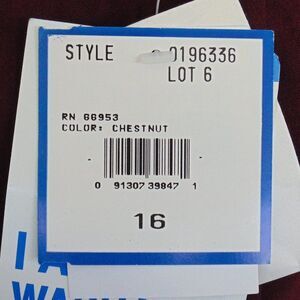 STYLE 0196336
LOT 6
RN 66953
COLOR: CHESTNUT
0 91307 39847 1
16
I A